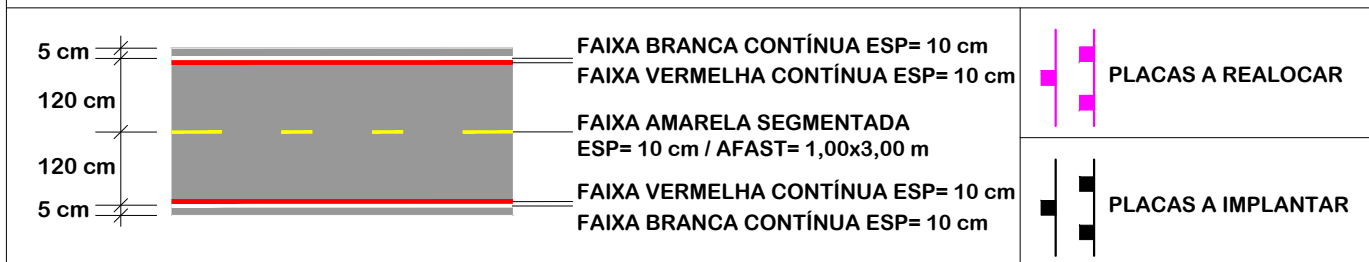 5 cm
120 cm
120 cm
5 cm
FAIXA BRANCA CONTÍNUA ESP= 10 cm
FAIXA VERMELHA CONTÍNUA ESP= 10 cm
FAIXA AMARELA SEGMENTADA
ESP= 10 cm / AFAST= 1,00x3,00 m
FAIXA VERMELHA CONTÍNUA ESP= 10 cm
FAIXA BRANCA CONTÍNUA ESP= 10 cm
PLACAS A REALOCAR
PLACAS A IMPLANTAR